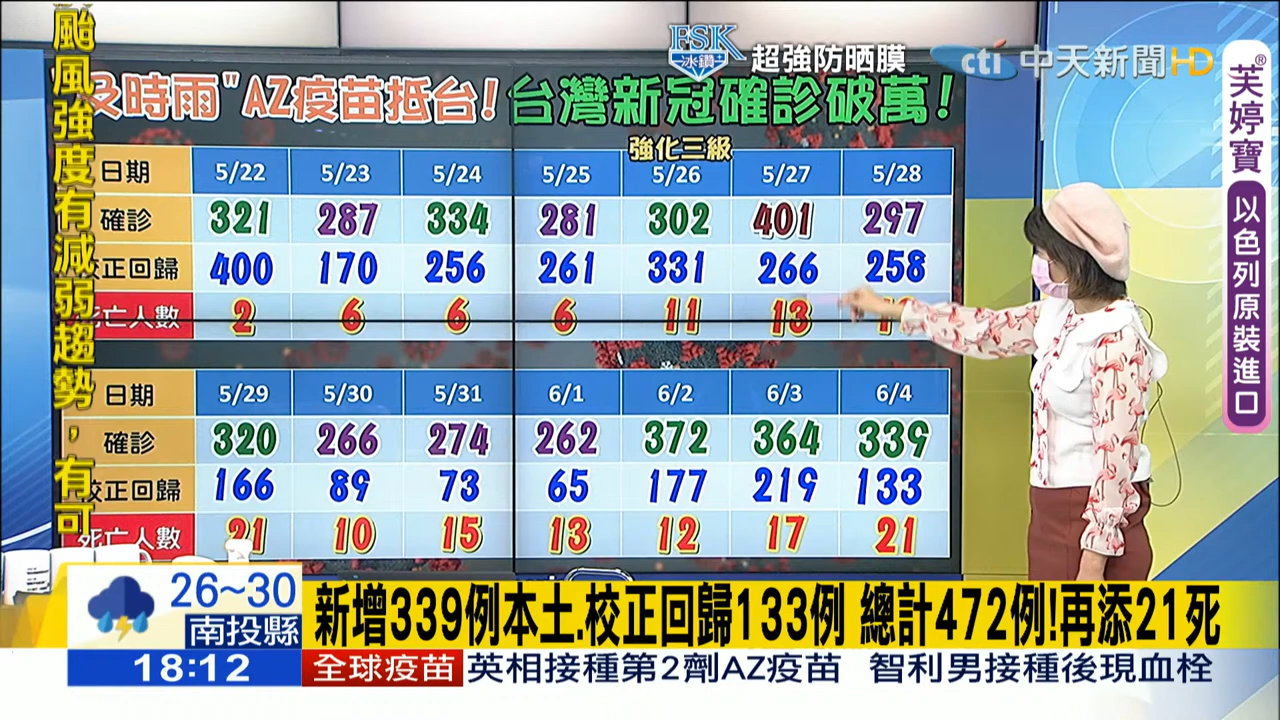 颱風強度有減弱趨勢，有可
FSK
冰鑽
超強防晒膜
cti 中天新聞HD
芙婷寶®
以色列原裝進口
及時雨"AZ疫苗抵台!台灣新冠確診破萬!
強化三級
日期 5/22 5/23 5/24 5/25 5/26 5/27 5/28
確診 321 287 334 281 302 401 297
校正回歸 400 170 256 261 331 266 258
死亡人數 2 6 6 6 11 13
日期 5/29 5/30 5/31 6/1 6/2 6/3 6/4
確診 320 266 274 262 372 364 339
校正回歸 166 89 73 65 177 219 133
死亡人數 21 10 15 13 12 17 21
26~30
南投縣
18:12
新增339例本土.校正回歸133例 總計472例!再添21死
全球疫苗 英相接種第2劑AZ疫苗 智利男接種後現血栓